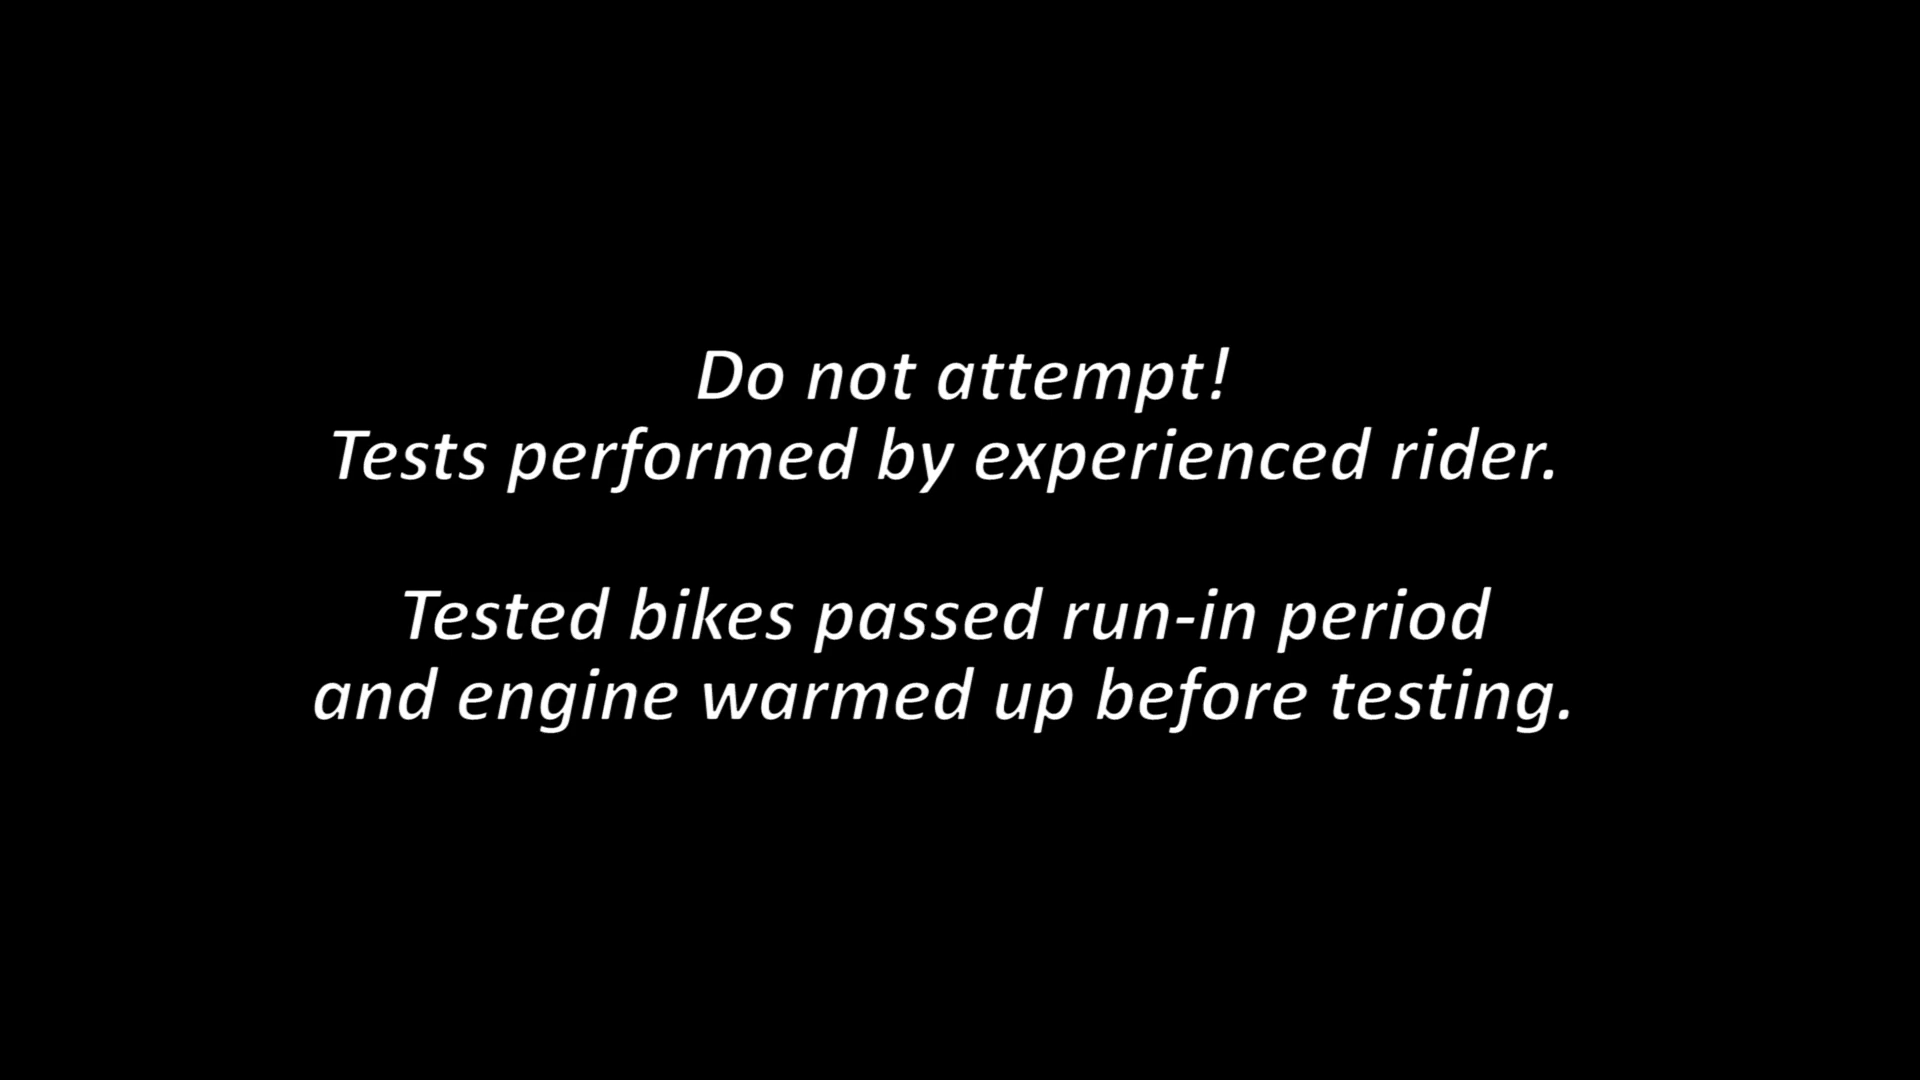 Do not attempt!
Tests performed by experienced rider.
Tested bikes passed run-in period
and engine warmed up before testing.